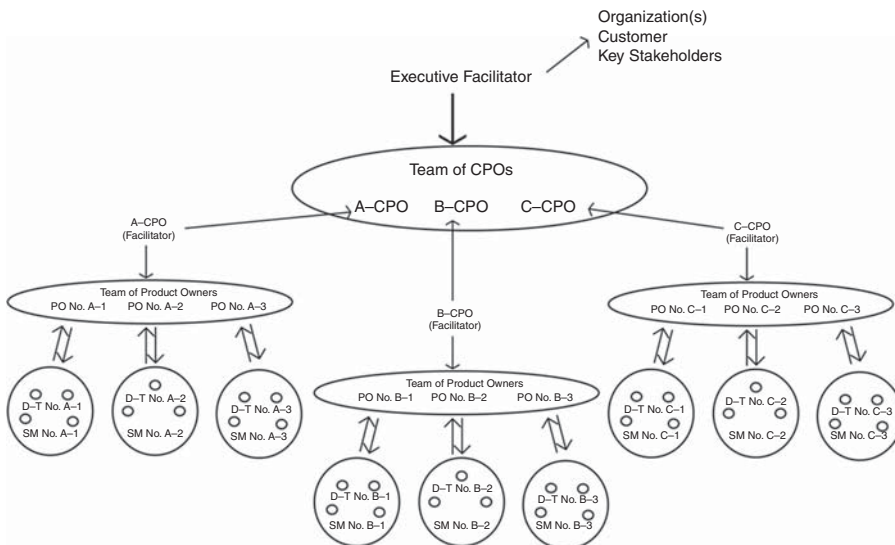 Organization(s)
Customer
Key Stakeholders
Executive Facilitator
Team of CPOs
A–CPO B–CPO C–CPO
A–CPO
(Facilitator)
C–CPO
(Facilitator)
Team of Product Owners
PO No. A–1 PO No. A–2 PO No. A–3
B–CPO
(Facilitator)
Team of Product Owners
PO No. C–1 PO No. C–2 PO No. C–3
D–T No. A–1
SM No. A–1
D–T No. A–2
SM No. A–2
D–T No. A–3
SM No. A–3
Team of Product Owners
PO No. B–1 PO No. B–2 PO No. B–3
D–T No. C–1
SM No. C–1
D–T No. C–2
SM No. C–2
D–T No. C–3
SM No. C–3
D–T No. B–1
SM No. B–1
D–T No. B–2
SM No. B–2
D–T No. B–3
SM No. B–3